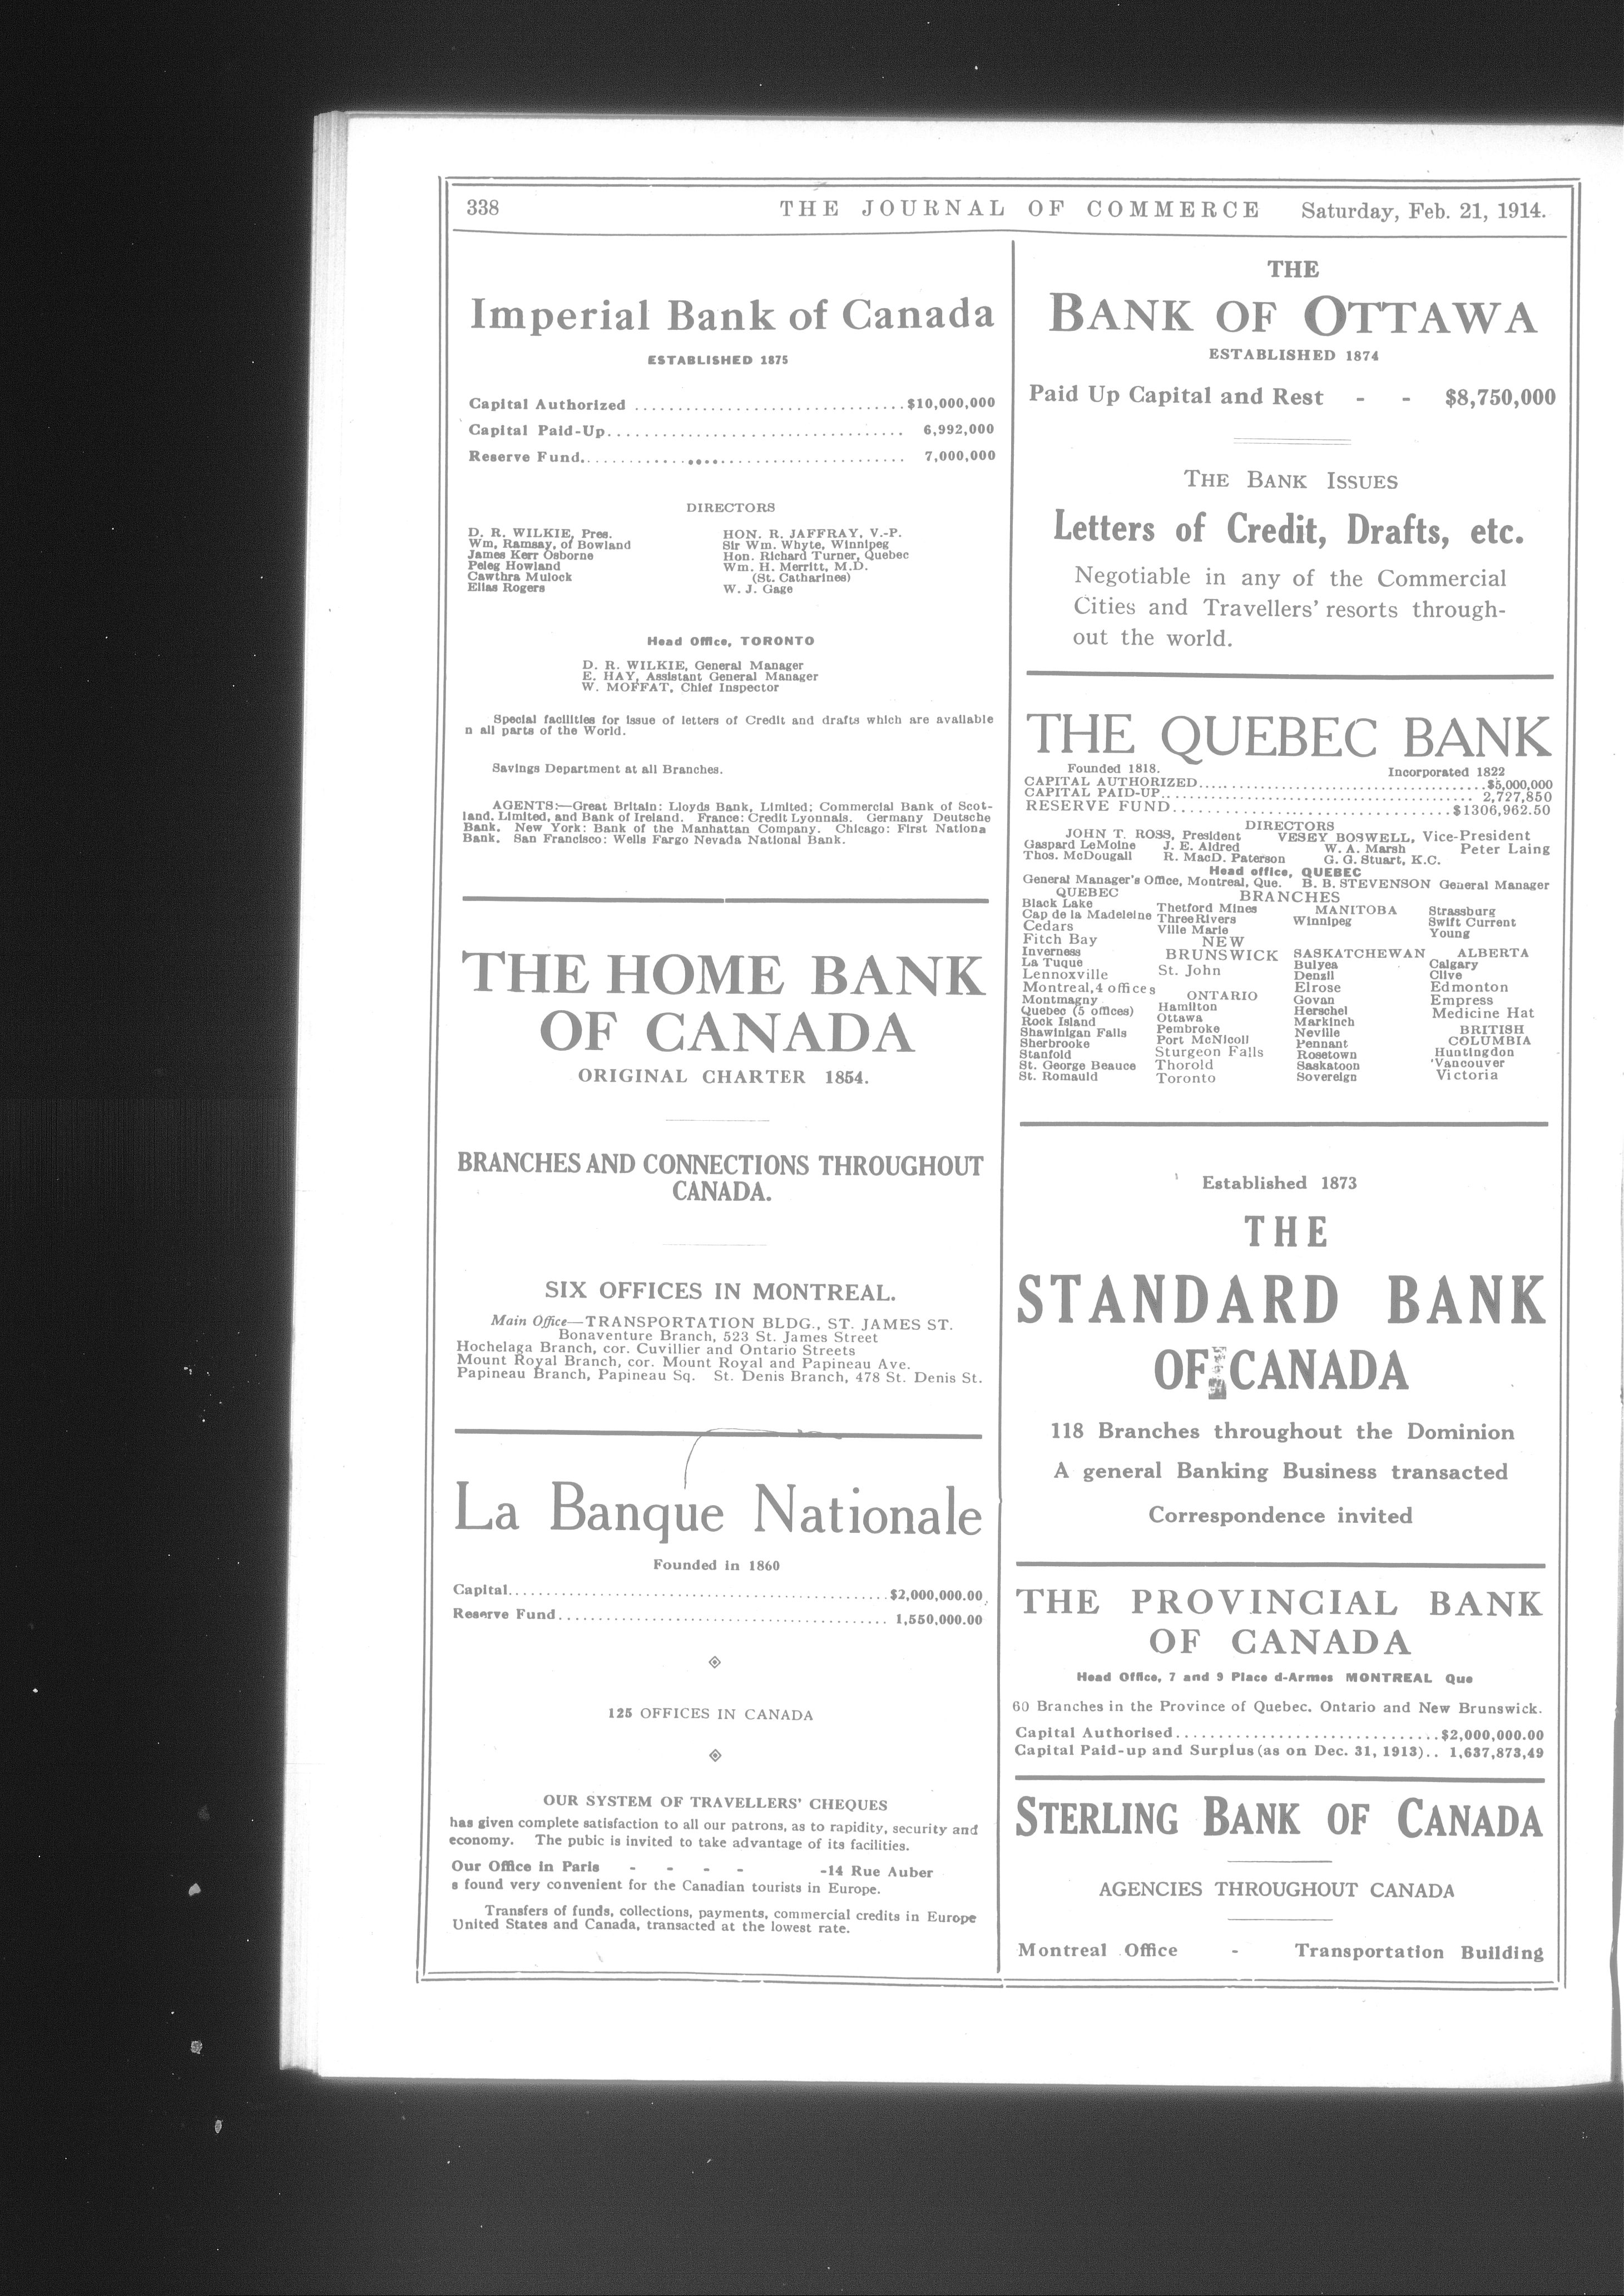 338 THE JOURNAL OF COMMERCE Saturday, Feb. 21, 1914.
Imperial Bank of Canada
ESTABLISHED 1875
Capital Authorized ............................... $10,000,000
Capital Paid-Up.................................. 6,992,000
Reserve Fund..................................... 7,000,000
DIRECTORS
D. R. WILKIE, Pres. HON. R. JAFFRAY, V.-P.
Wm, Ramsay, of Bowland Sir Wm. Whyte, Winnipeg
James Kerr Osborne Hon. Richard Turner, Quebec
Peleg Howland Wm. H. Merritt, M.D.
Cawthra Mulock (St. Catharines)
Elias Rogers W. J. Gage
Head Office, TORONTO
D. R. WILKIE, General Manager
E. HAY, Assistant General Manager
W. MOFFAT, Chief Inspector
Special facilities for issue of letters of Credit and drafts which are available
n all parts of the World.
Savings Department at all Branches.
AGENTS:—Great Britain: Lloyds Bank, Limited; Commercial Bank of Scot-
land, Limited, and Bank of Ireland. France: Credit Lyonnais. Germany Deutsche
Bank. New York: Bank of the Manhattan Company. Chicago: First Nationa
Bank. San Francisco: Wells Fargo Nevada National Bank.
THE HOME BANK
OF CANADA
ORIGINAL CHARTER 1854.
BRANCHES AND CONNECTIONS THROUGHOUT
CANADA.
SIX OFFICES IN MONTREAL.
Main Office—TRANSPORTATION BLDG., ST. JAMES ST.
Bonaventure Branch, 523 St. James Street
Hochelaga Branch, cor. Cuvillier and Ontario Streets
Mount Royal Branch, cor. Mount Royal and Papineau Ave.
Papineau Branch, Papineau Sq. St. Denis Branch, 478 St. Denis St.
La Banque Nationale
Founded in 1860
Capital............................................$2,000,000.00
Reserve Fund...................................... 1,550,000.00
125 OFFICES IN CANADA
OUR SYSTEM OF TRAVELLERS' CHEQUES
has given complete satisfaction to all our patrons, as to rapidity, security and
economy. The pubic is invited to take advantage of its facilities.
Our Office in Paris - - - - -14 Rue Auber
s found very convenient for the Canadian tourists in Europe.
Transfers of funds, collections, payments, commercial credits in Europe
United States and Canada, transacted at the lowest rate.
THE
BANK OF OTTAWA
ESTABLISHED 1874
Paid Up Capital and Rest - - $8,750,000
THE BANK ISSUES
Letters of Credit, Drafts, etc.
Negotiable in any of the Commercial
Cities and Travellers' resorts through-
out the world.
THE QUEBEC BANK
Founded 1818. Incorporated 1822
CAPITAL AUTHORIZED..................................$5,000,000
CAPITAL PAID-UP..................................... 2,727,850
RESERVE FUND......................................$1306,962.50
DIRECTORS
JOHN T. ROSS, President VESEY BOSWELL, Vice-President
Gaspard LeMoine J. E. Aldred W. A. Marsh Peter Laing
Thos. McDougall R. MacD. Paterson G. G. Stuart, K.C.
Head office, QUEBEC
General Manager's Office, Montreal, Que. B. B. STEVENSON General Manager
BRANCHES
QUEBEC
Black Lake
Cap de la Madeleine
Cedars
Fitch Bay
Inverness
La Tuque
Lennoxville
Montreal,4 offices
Montmagny
Quebec (5 offices)
Rock Island
Shawinigan Falls
Sherbrooke
Stanfold
St. George Beauce
St. Romauld
Thetford Mines
Three Rivers
Ville Marie
NEW
BRUNSWICK
St. John
ONTARIO
Hamilton
Ottawa
Pembroke
Port McNicoll
Sturgeon Falls
Thorold
Toronto
MANITOBA
Winnipeg
SASKATCHEWAN
Bulyea
Denzil
Elrose
Govan
Herschel
Markinch
Neville
Pennant
Rosetown
Saskatoon
Sovereign
Strassburg
Swift Current
Young
ALBERTA
Calgary
Clive
Edmonton
Empress
Medicine Hat
BRITISH
COLUMBIA
Huntingdon
Vancouver
Victoria
Established 1873
THE
STANDARD BANK
OF CANADA
118 Branches throughout the Dominion
A general Banking Business transacted
Correspondence invited
THE PROVINCIAL BANK
OF CANADA
Head Office, 7 and 9 Place d-Armes MONTREAL Que
60 Branches in the Province of Quebec. Ontario and New Brunswick.
Capital Authorised..............................$2,000,000.00
Capital Paid-up and Surplus (as on Dec. 31, 1913).. 1,637,873,49
STERLING BANK OF CANADA
AGENCIES THROUGHOUT CANADA
Montreal Office - Transportation Building